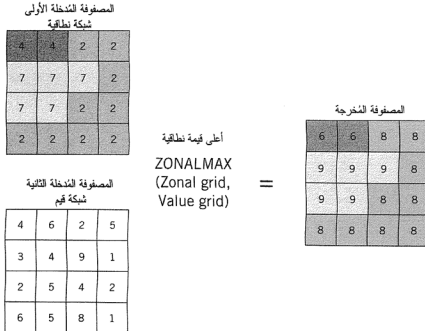 المصفوفة المُدخلة الأولى
شبكة نطاقية
4 4 2 2
7 7 7 2
7 7 2 2
2 2 2 2
المصفوفة المُدخلة الثانية
شبكة قيم
4 6 2 5
3 4 9 1
2 5 4 2
6 5 8 1
أعلى قيمة نطاقية
ZONALMAX
(Zonal grid,
Value grid)
=
المصفوفة المُخرجة
6 6 8 8
9 9 9 8
9 9 8 8
8 8 8 8